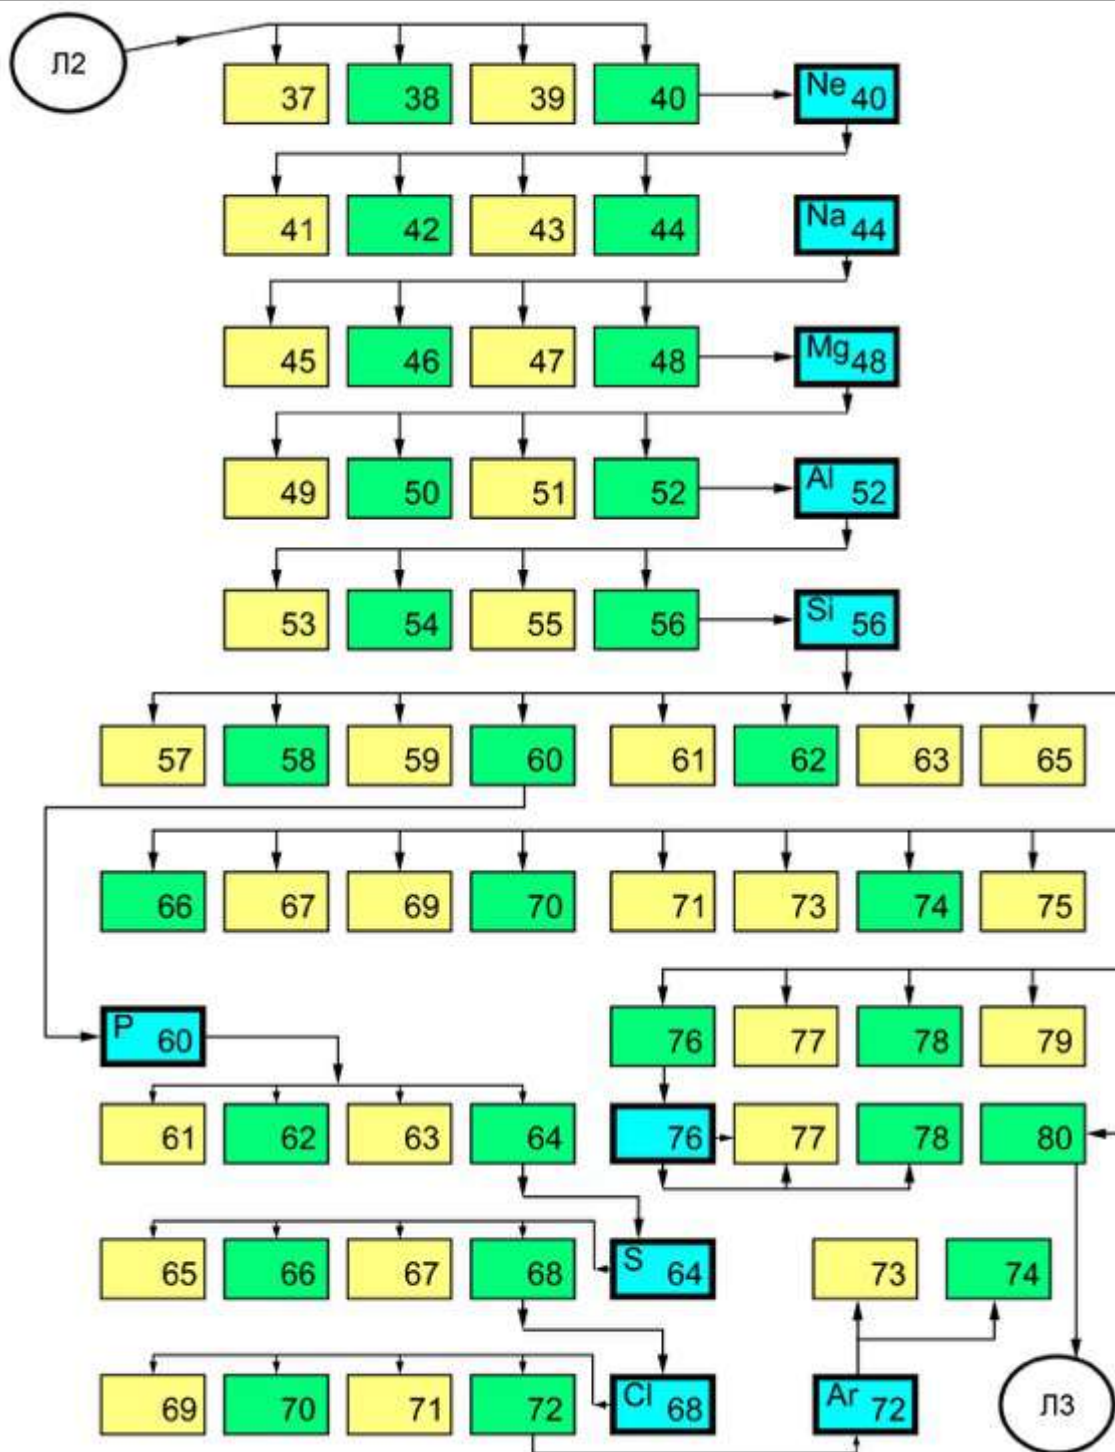 Л2
37 38 39 40 Ne 40
41 42 43 44 Na 44
45 46 47 48 Mg 48
49 50 51 52 Al 52
53 54 55 56 Si 56
57 58 59 60 61 62 63 65
66 67 69 70 71 73 74 75
P 60 76 77 78 79
61 62 63 64 76 77 78 80
65 66 67 68 S 64 73 74
69 70 71 72 Cl 68 Ar 72 Л3